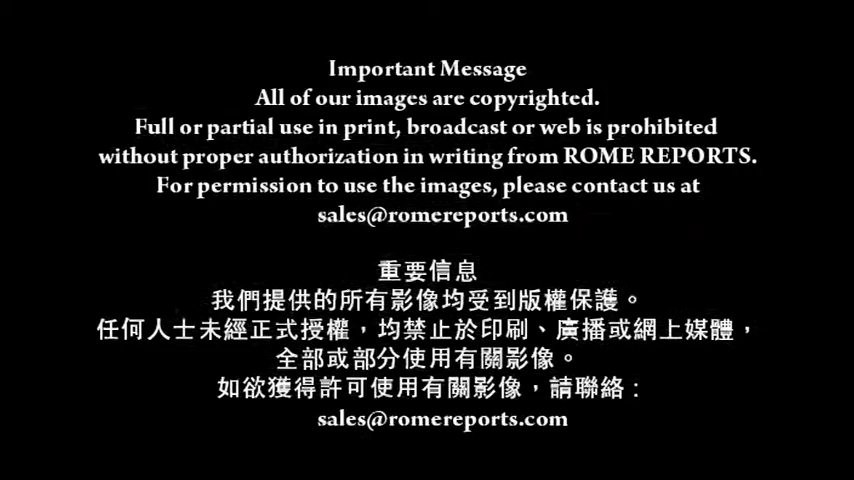 Important Message
All of our images are copyrighted.
Full or partial use in print, broadcast or web is prohibited
without proper authorization in writing from ROME REPORTS.
For permission to use the images, please contact us at
sales@romereports.com
重要信息
我們提供的所有影像均受到版權保護。
任何人士未經正式授權，均禁止於印刷、廣播或網上媒體，
全部或部分使用有關影像。
如欲獲得許可使用有關影像，請聯絡：
sales@romereports.com